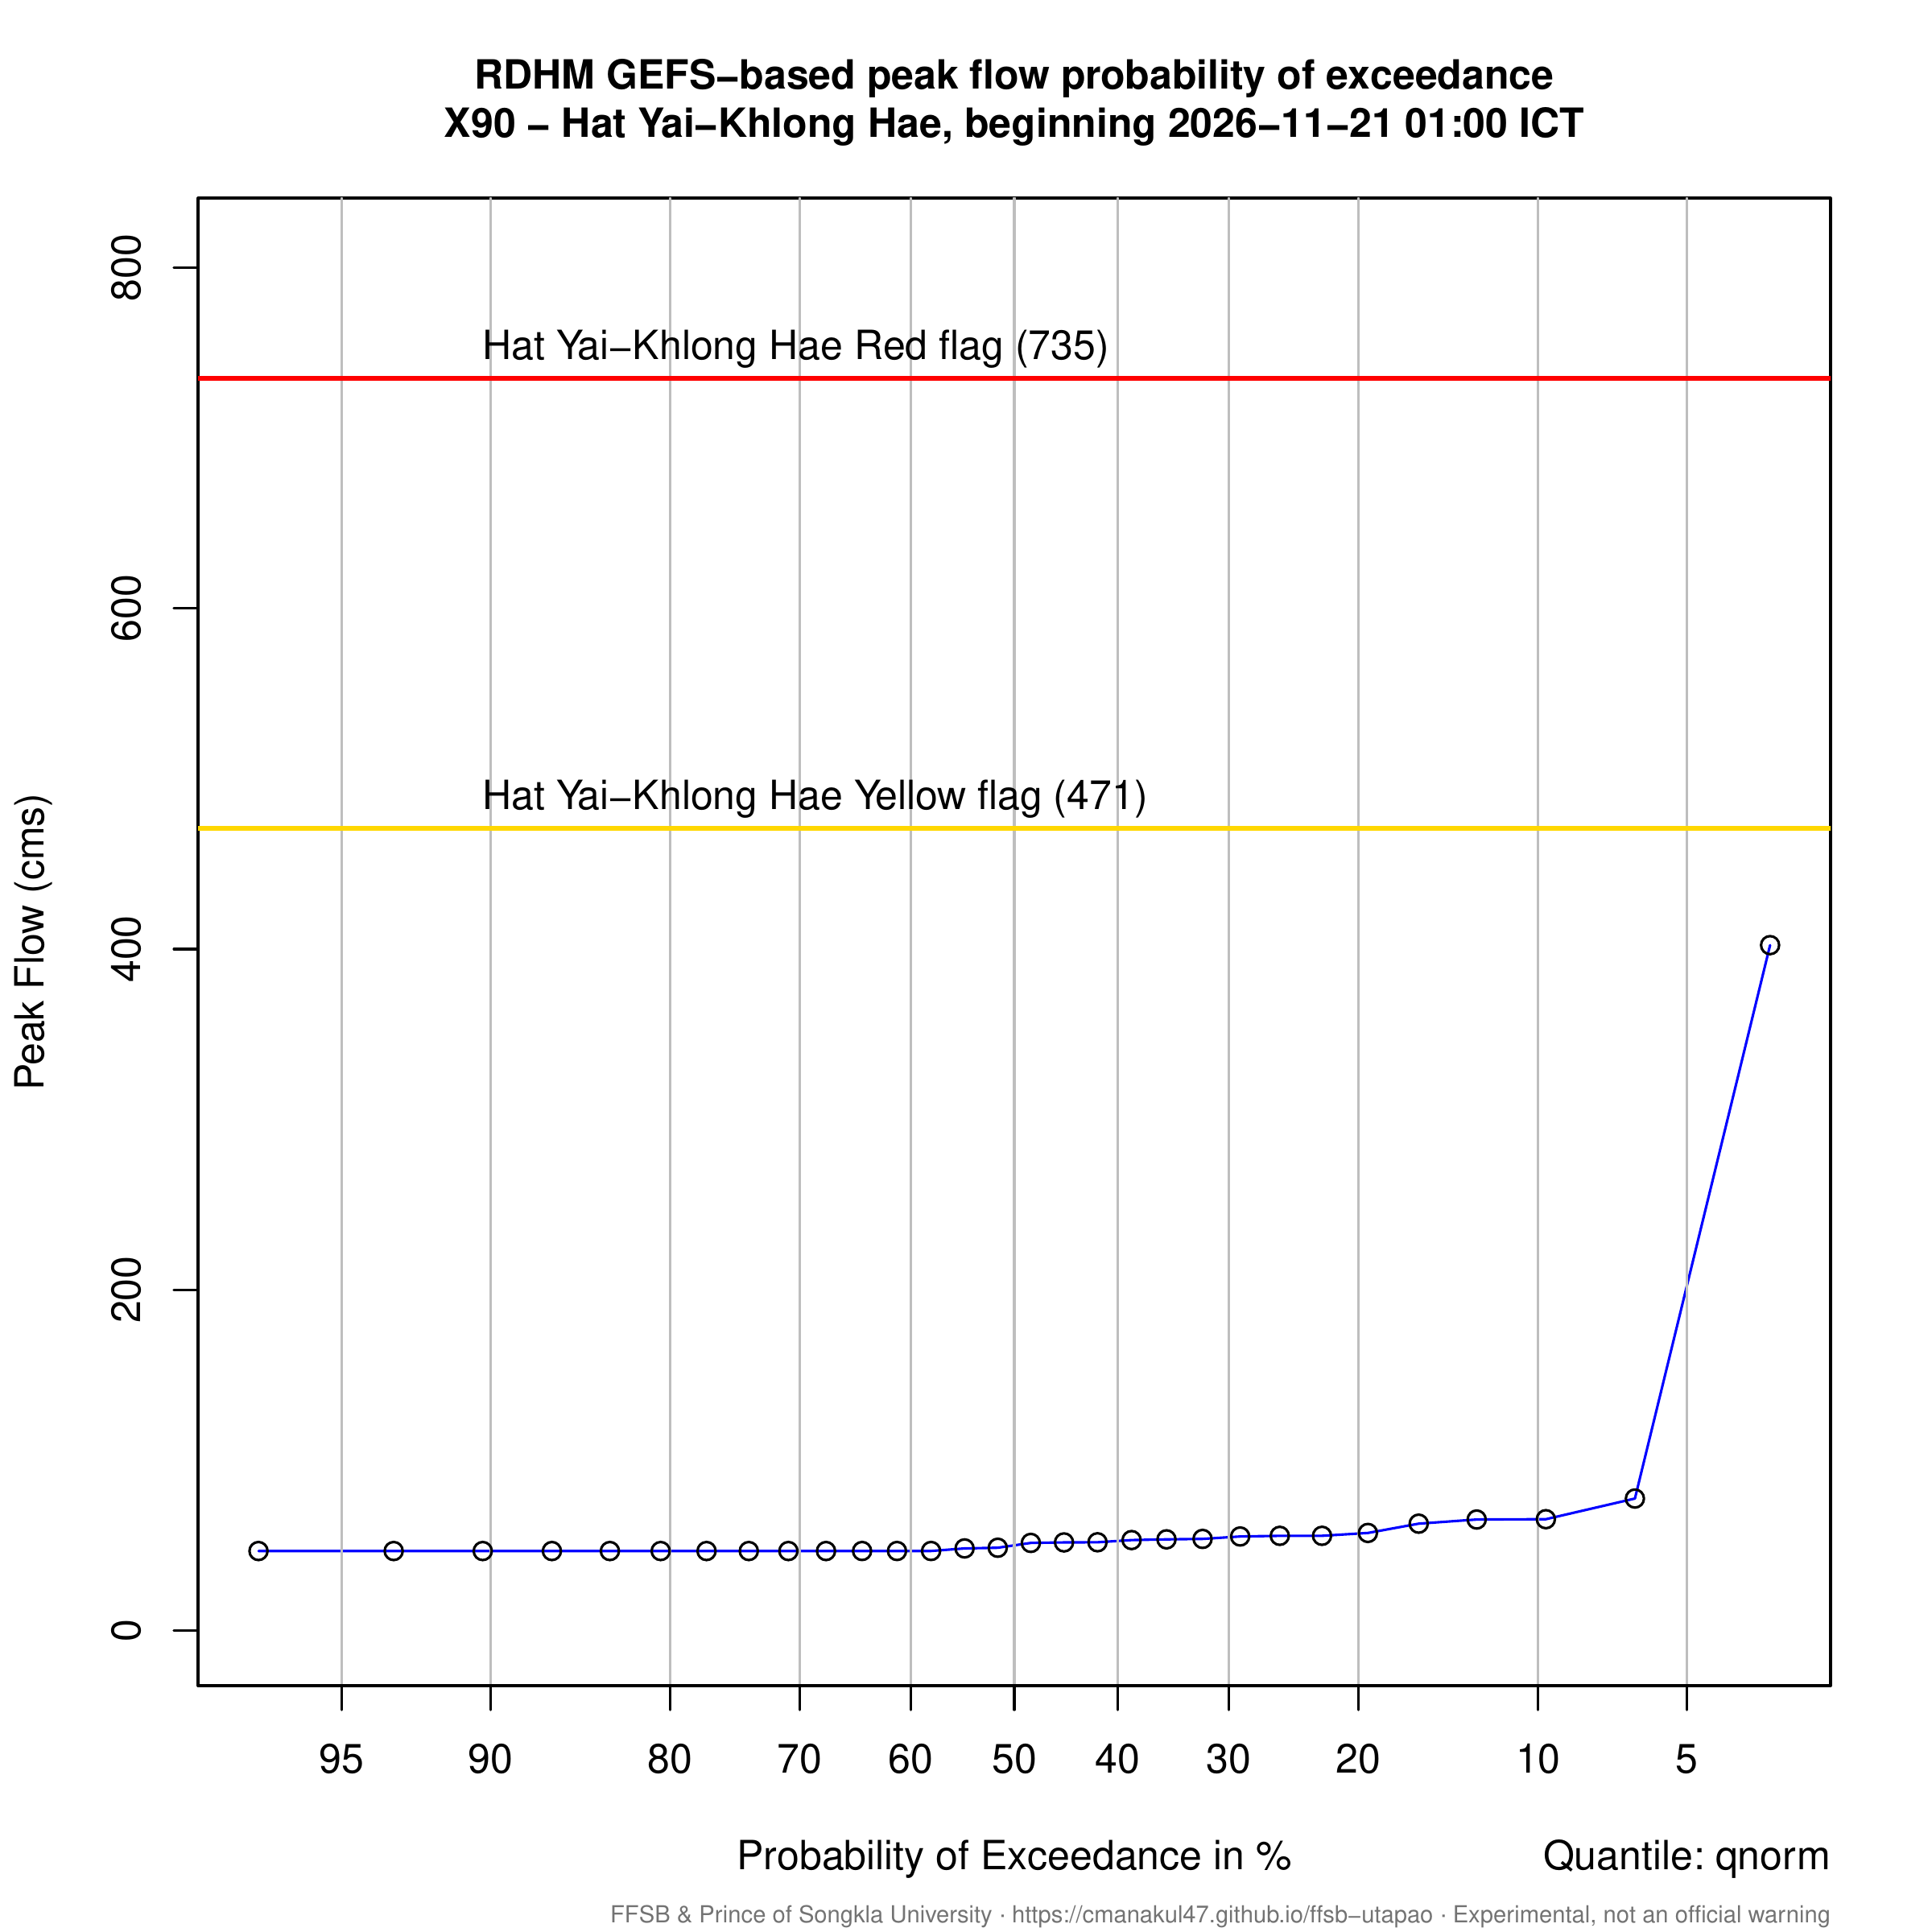 RDHM GEFS–based peak flow probability of exceedance
X90 – Hat Yai–Khlong Hae, beginning 2026–11–21 01:00 ICT
800
Hat Yai–Khlong Hae Red flag (735)
600
Hat Yai–Khlong Hae Yellow flag (471)
Peak Flow (cms)
400
200
0
95 90 80 70 60 50 40 30 20 10 5
Probability of Exceedance in % Quantile: qnorm
FFSB & Prince of Songkla University · https://cmanakul47.github.io/ffsb–utapao · Experimental, not an official warning